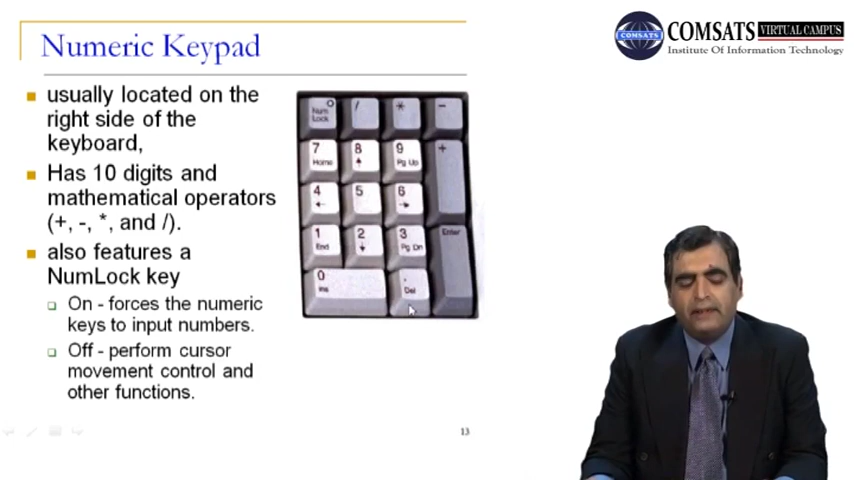 Numeric Keypad
COMSATS VIRTUAL CAMPUS
COMSATS
Institute Of Information Technology
usually located on the
right side of the
keyboard,
Has 10 digits and
mathematical operators
(+, -, *, and /).
also features a
NumLock key
On - forces the numeric
keys to input numbers.
Off - perform cursor
movement control and
other functions.
Num Lock / * -
7 Home 8 9 Pg Up +
4 5 6
1 End 2 3 Pg Dn Enter
0 Ins . Del
13